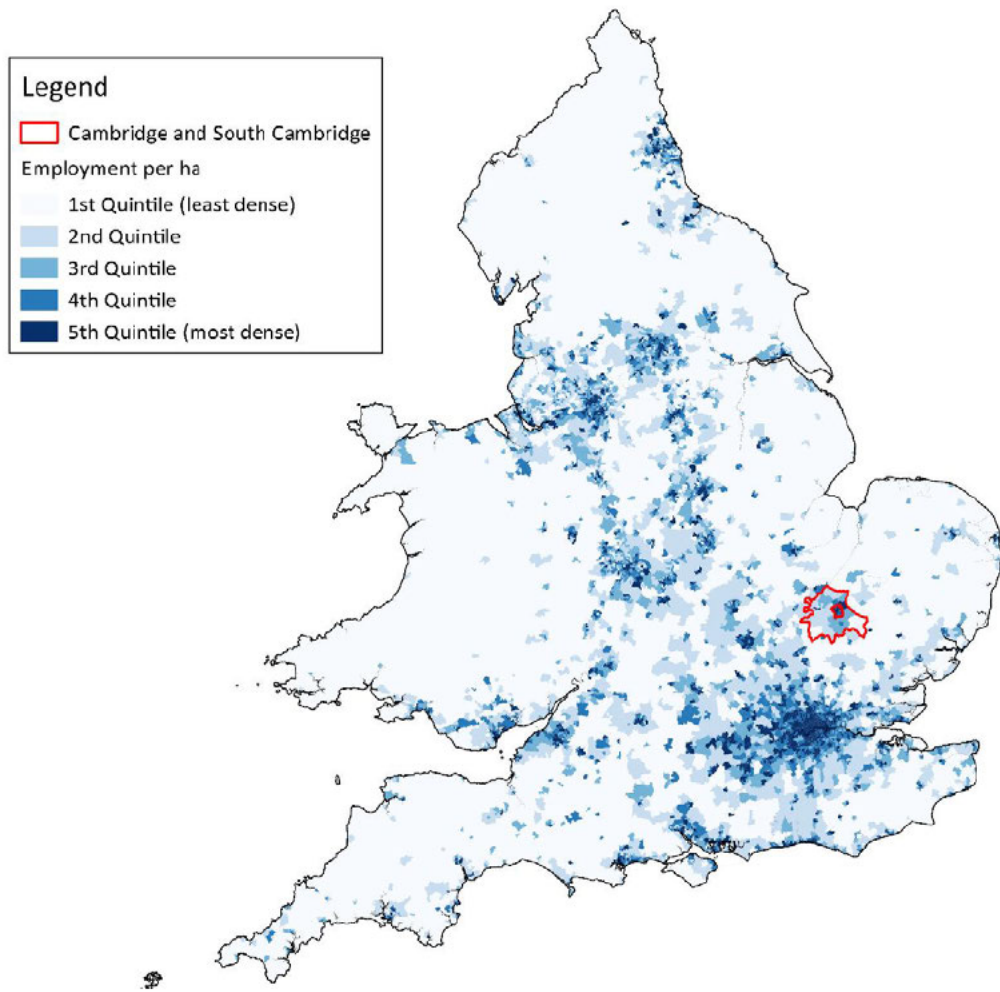 Legend
Cambridge and South Cambridge
Employment per ha
1st Quintile (least dense)
2nd Quintile
3rd Quintile
4th Quintile
5th Quintile (most dense)